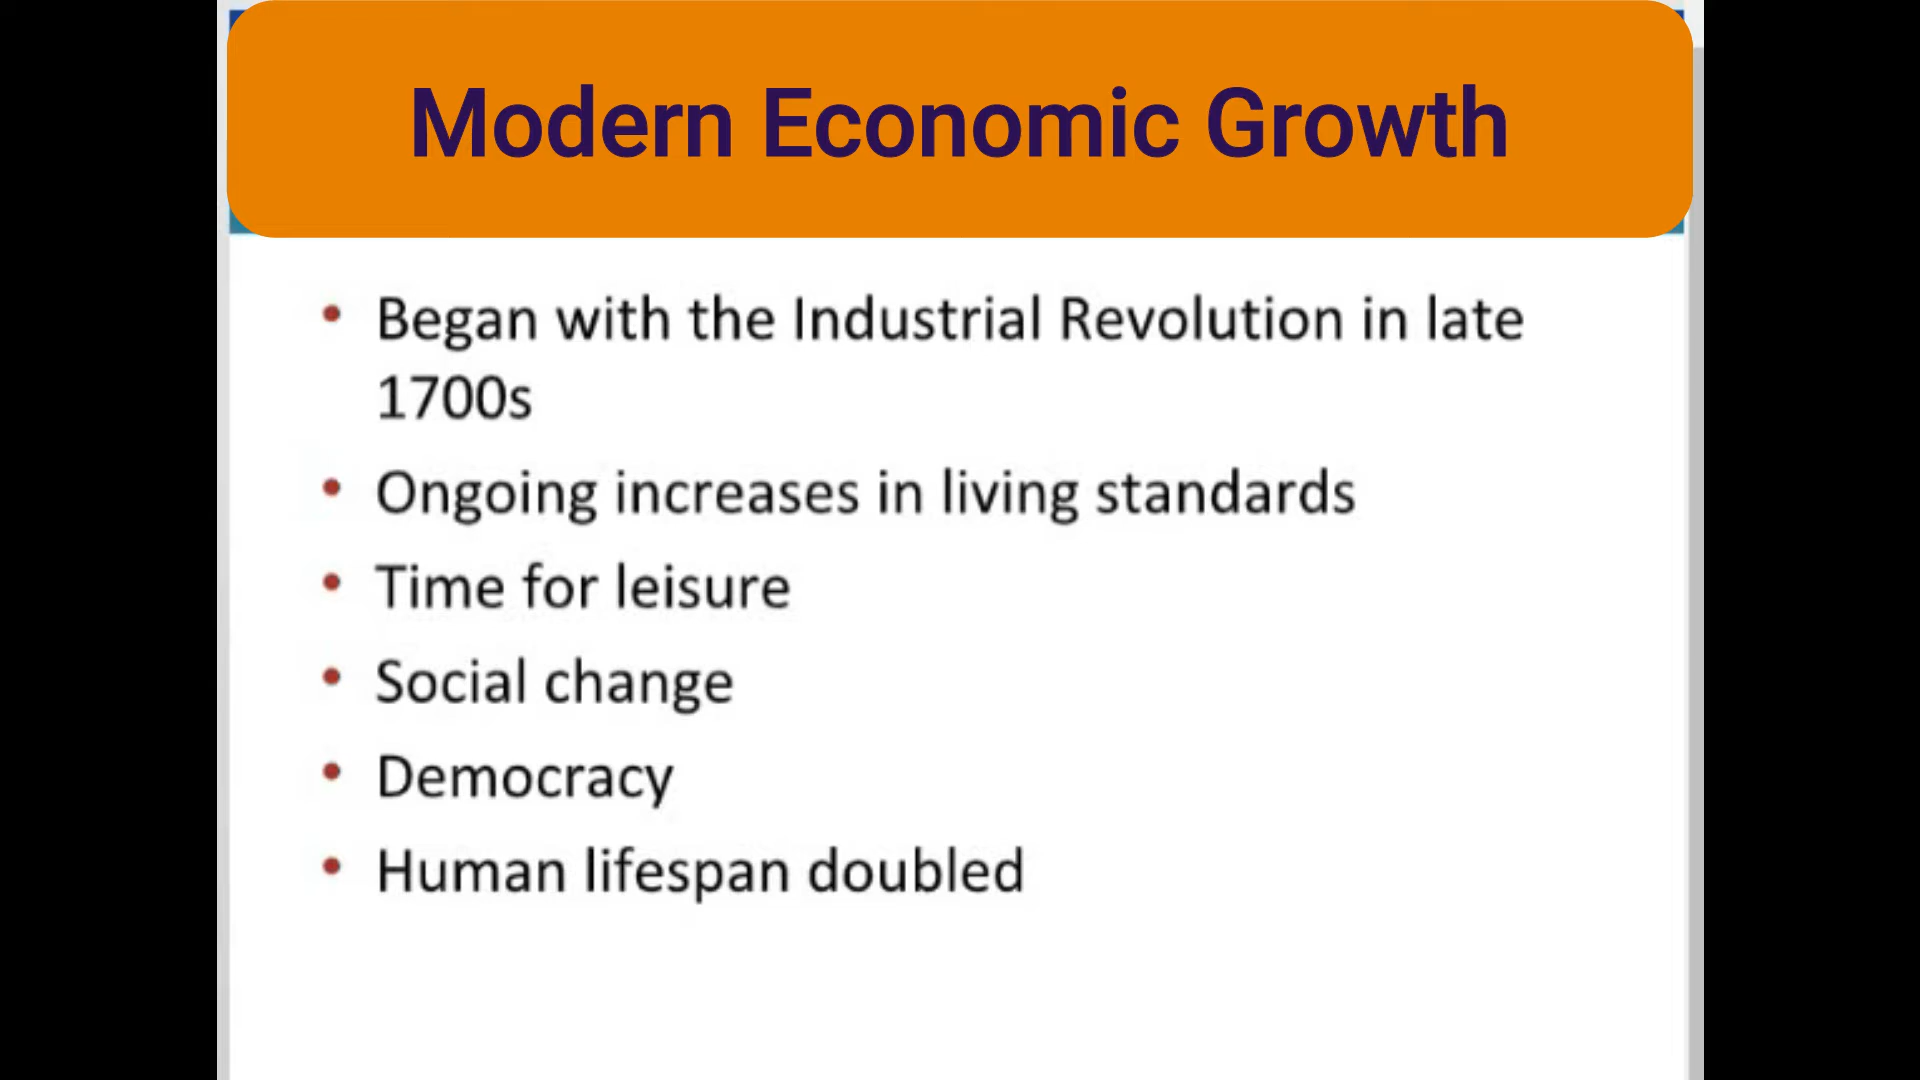 Modern Economic Growth
• Began with the Industrial Revolution in late
1700s
• Ongoing increases in living standards
• Time for leisure
• Social change
• Democracy
• Human lifespan doubled